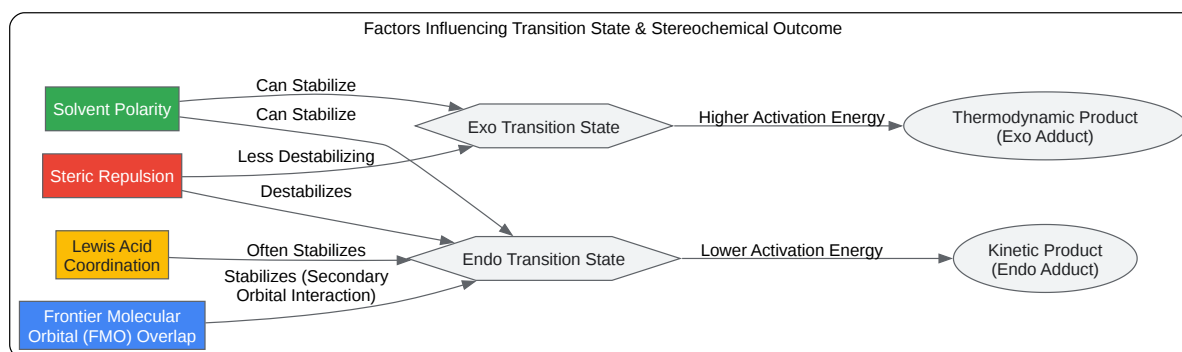 Factors Influencing Transition State & Stereochemical Outcome
Solvent Polarity
Can Stabilize
Can Stabilize
Exo Transition State
Higher Activation Energy
Thermodynamic Product
(Exo Adduct)
Steric Repulsion
Less Destabilizing
Destabilizes
Lewis Acid
Coordination
Often Stabilizes
Endo Transition State
Lower Activation Energy
Kinetic Product
(Endo Adduct)
Stabilizes (Secondary
Orbital Interaction)
Frontier Molecular
Orbital (FMO) Overlap